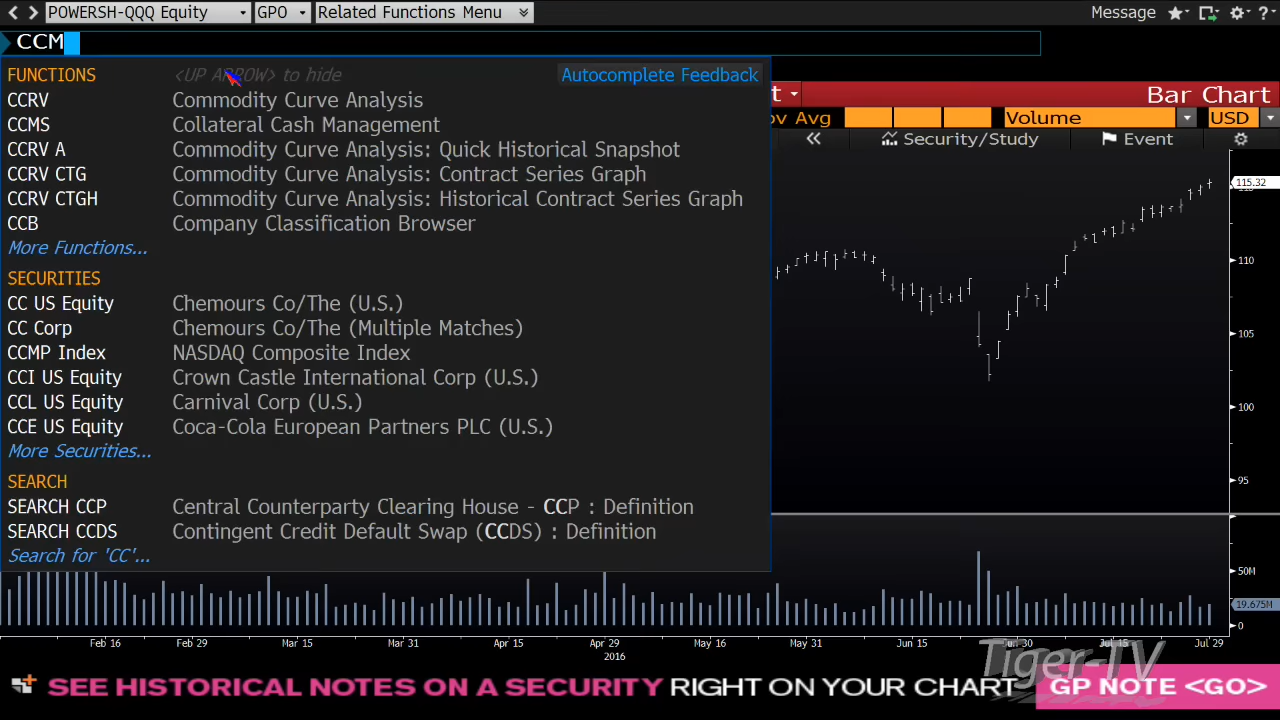 POWERSH-QQQ Equity GPO Related Functions Menu Message ?
CCM
FUNCTIONS <UP ARROW> to hide Autocomplete Feedback
CCRV Commodity Curve Analysis
CCMS Collateral Cash Management
CCRV A Commodity Curve Analysis: Quick Historical Snapshot
CCRV CTG Commodity Curve Analysis: Contract Series Graph
CCRV CTGH Commodity Curve Analysis: Historical Contract Series Graph
CCB Company Classification Browser
More Functions...
SECURITIES
CC US Equity Chemours Co/The (U.S.)
CC Corp Chemours Co/The (Multiple Matches)
CCMP Index NASDAQ Composite Index
CCI US Equity Crown Castle International Corp (U.S.)
CCL US Equity Carnival Corp (U.S.)
CCE US Equity Coca-Cola European Partners PLC (U.S.)
More Securities...
SEARCH
SEARCH CCP Central Counterparty Clearing House - CCP : Definition
SEARCH CCDS Contingent Credit Default Swap (CCDS) : Definition
Search for 'CC'...
t Bar Chart
ov Avg Volume USD
Security/Study Event
115.32
110
105
100
95
50M
19.675M
0
Feb 16 Feb 29 Mar 15 Mar 31 Apr 15 Apr 29 May 16 May 31 Jun 15 Jun 30 Jul 15 Jul 29
2016
Tiger-TV
SEE HISTORICAL NOTES ON A SECURITY RIGHT ON YOUR CHART GP NOTE <GO>